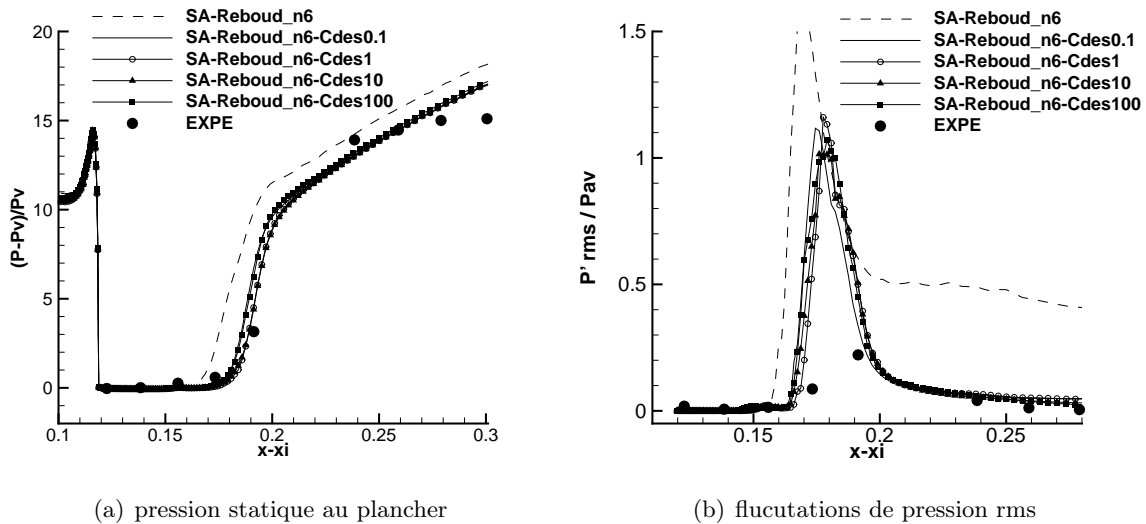 SA-Reboud_n6
SA-Reboud_n6-Cdes0.1
SA-Reboud_n6-Cdes1
SA-Reboud_n6-Cdes10
SA-Reboud_n6-Cdes100
EXPE
(P-Pv)/Pv
20
15
10
5
0
0.1
0.15
0.2
0.25
0.3
x-xi
(a) pression statique au plancher
SA-Reboud_n6
SA-Reboud_n6-Cdes0.1
SA-Reboud_n6-Cdes1
SA-Reboud_n6-Cdes10
SA-Reboud_n6-Cdes100
EXPE
P' rms / Pav
1.5
1
0.5
0
0.15
0.2
0.25
x-xi
(b) flucutations de pression rms